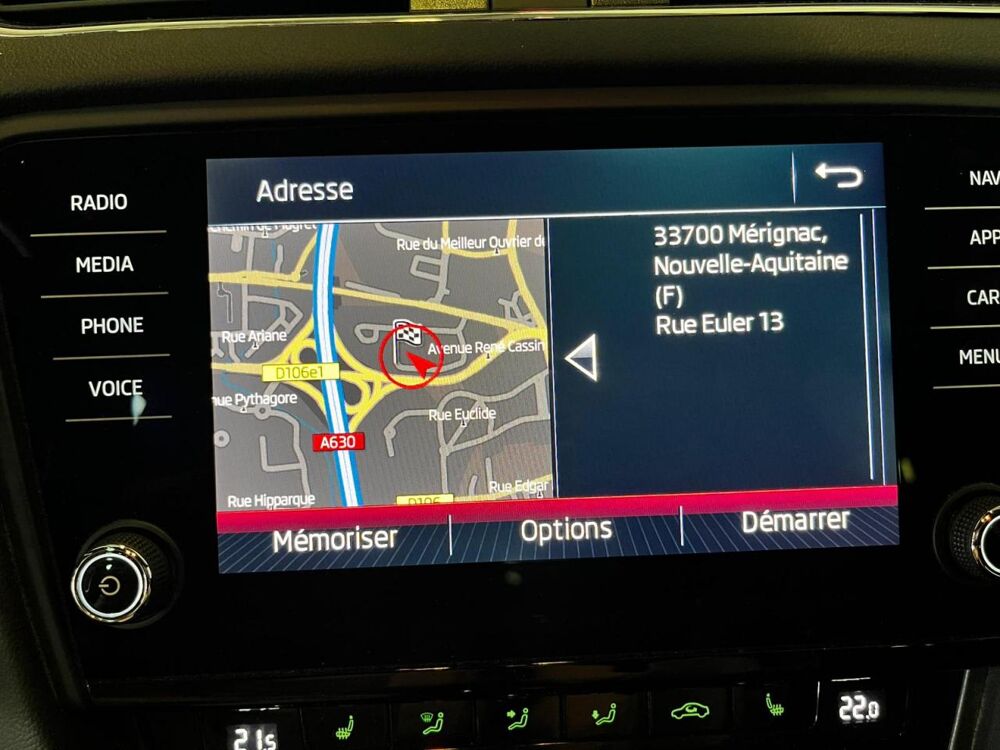 Adresse
RADIO
MEDIA
PHONE
VOICE
NAV
APP
CAR
MENU
Rue du Meilleur Ouvrier de
Rue Ariane
Avenue René Cassin
D106e1
Rue Euclide
A630
Rue Edgar
Rue Hipparque
D106
33700 Mérignac,
Nouvelle-Aquitaine
(F)
Rue Euler 13
Mémoriser
Options
Démarrer
22.0